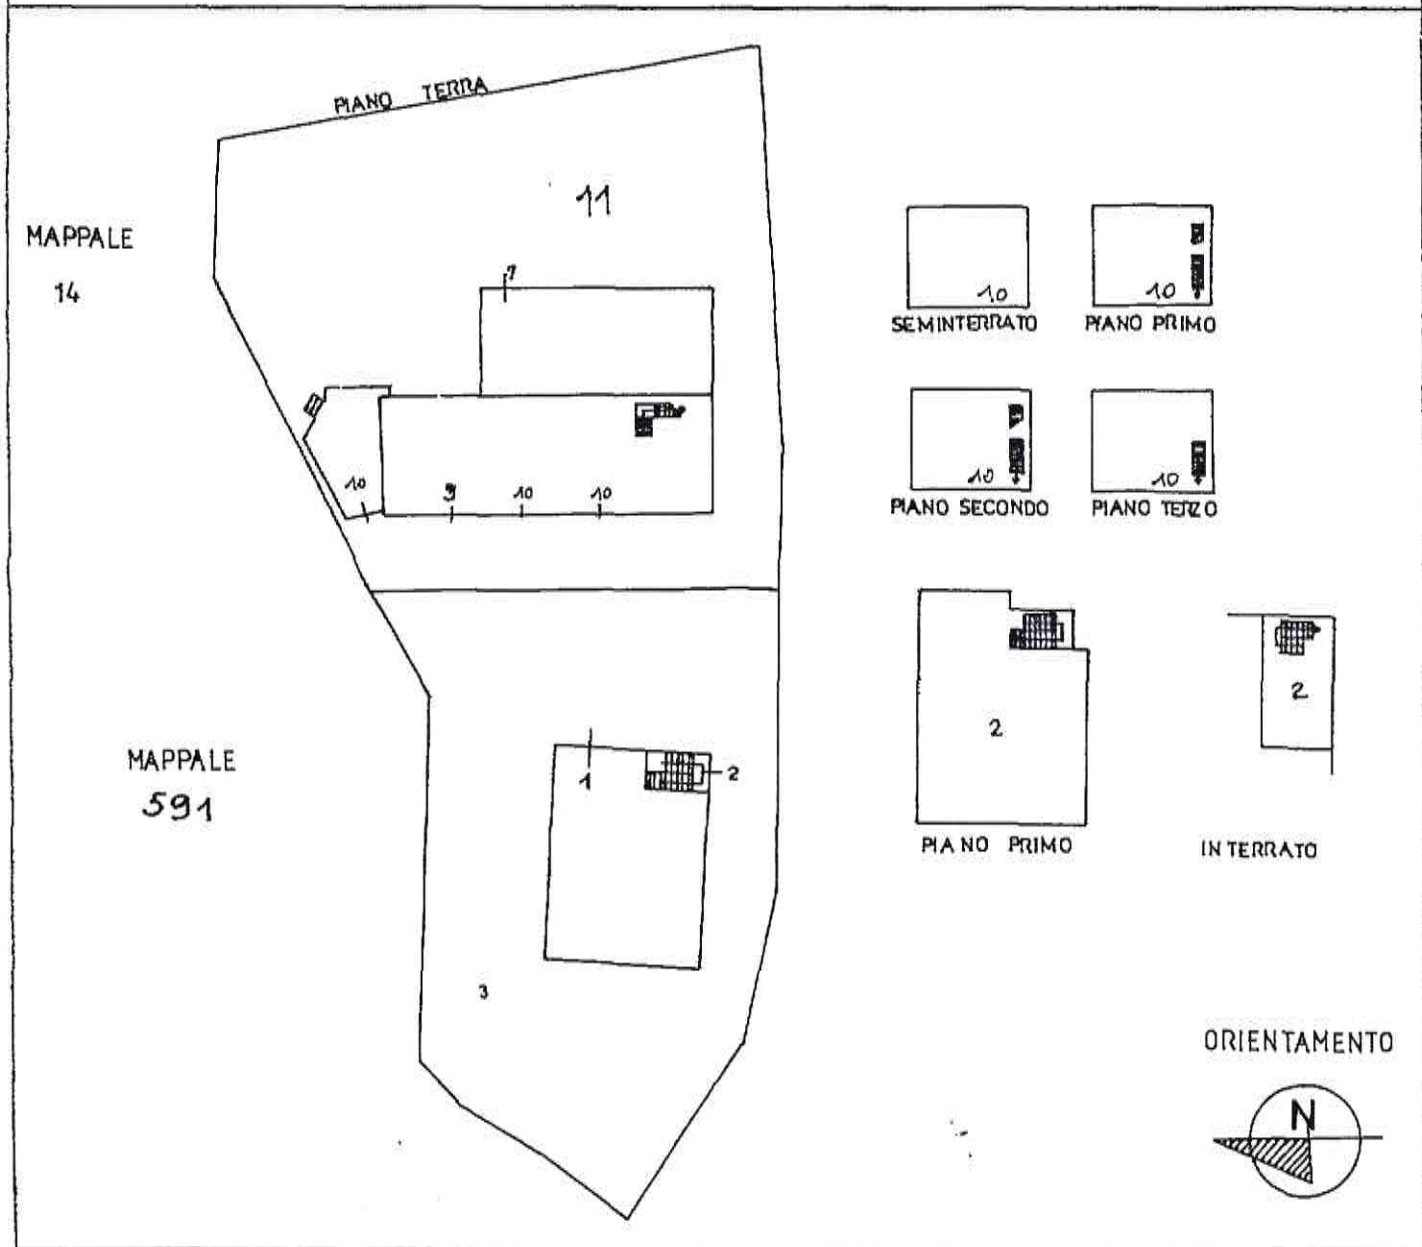 PIANO TERRA
11
MAPPALE
14
7
10 10
SEMINTERRATO PIANO PRIMO
10 10 10
10 10
PIANO SECONDO PIANO TERZO
2
2
MAPPALE
591
1 2
PIANO PRIMO
INTERRATO
3
ORIENTAMENTO
N